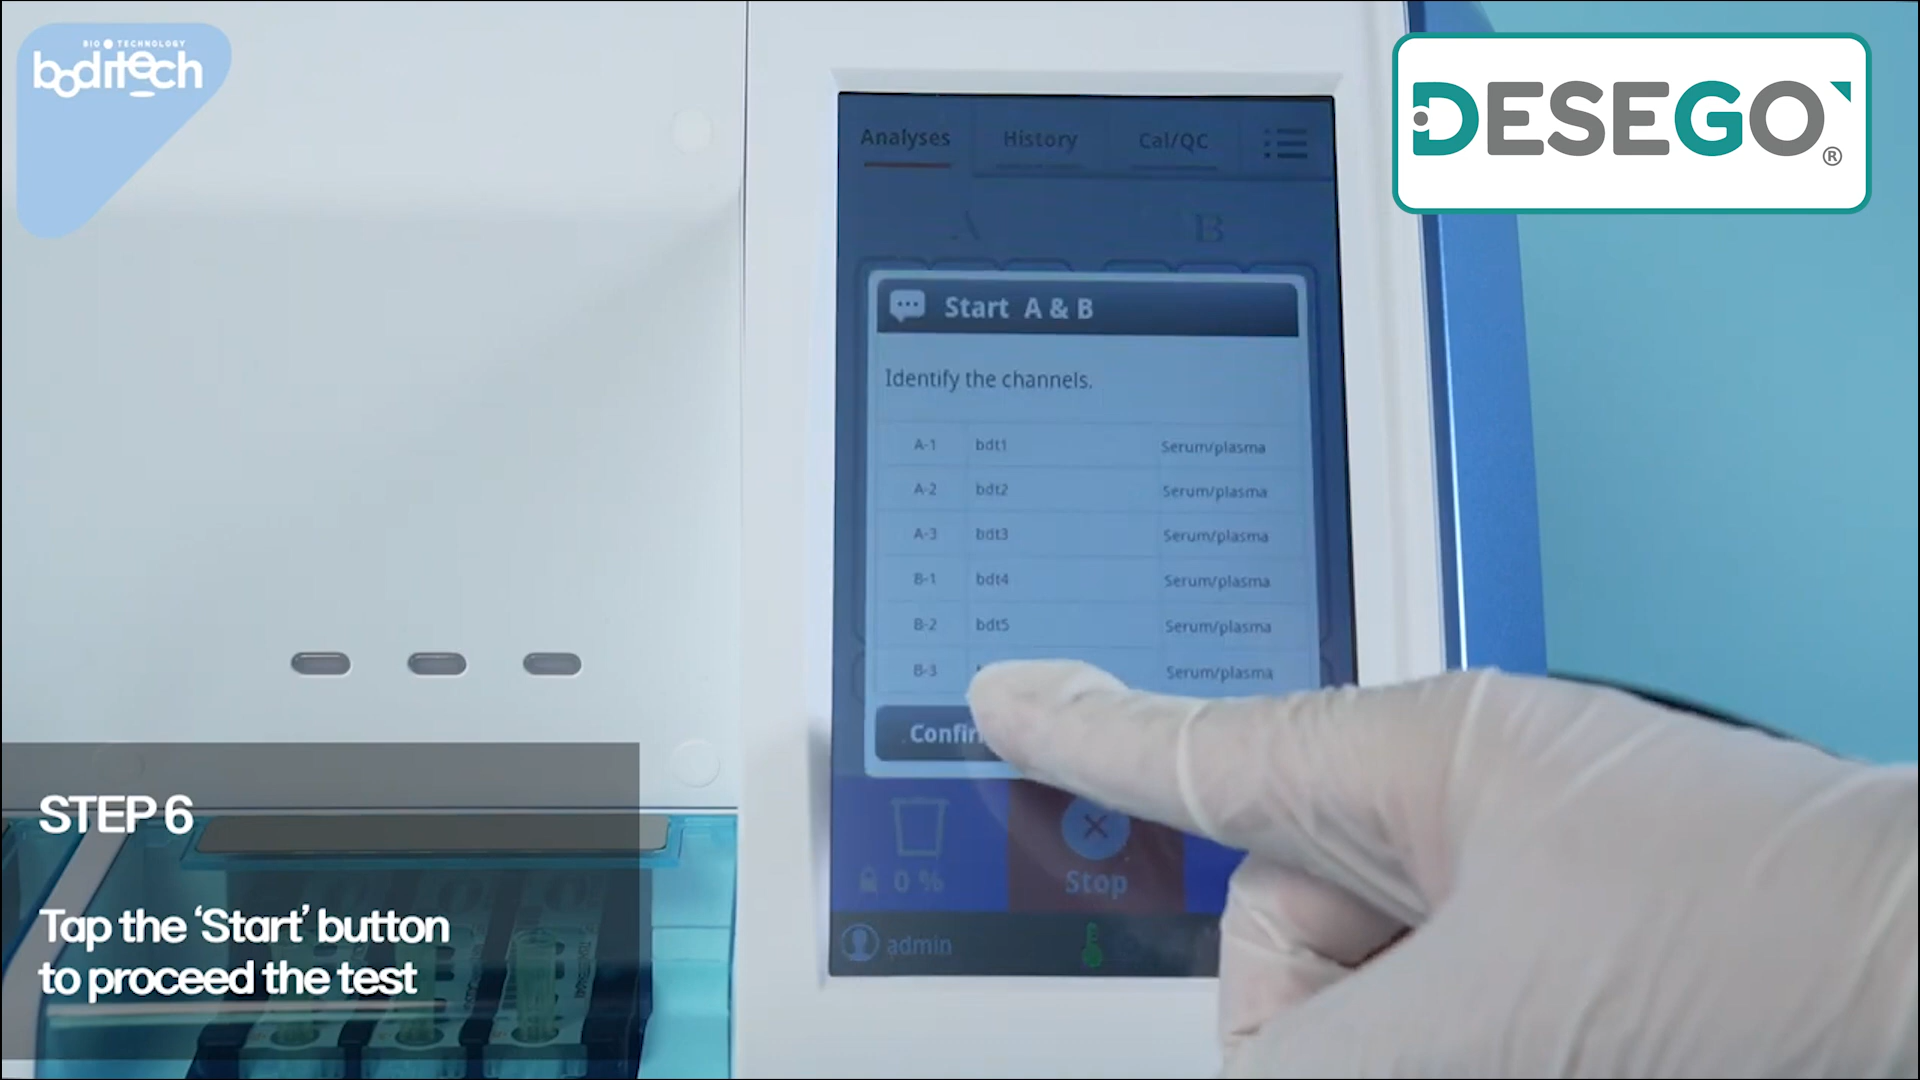 BIO TECHNOLOGY
boditech
DESEGO®
Analyses History Cal/QC
A B
Start A & B
Identify the channels.
A-1 bdt1 Serum/plasma
A-2 bdt2 Serum/plasma
A-3 bdt3 Serum/plasma
B-1 bdt4 Serum/plasma
B-2 bdt5 Serum/plasma
B-3 Serum/plasma
0 %
Stop
admin
STEP 6
Tap the ‘Start’ button
to proceed the test